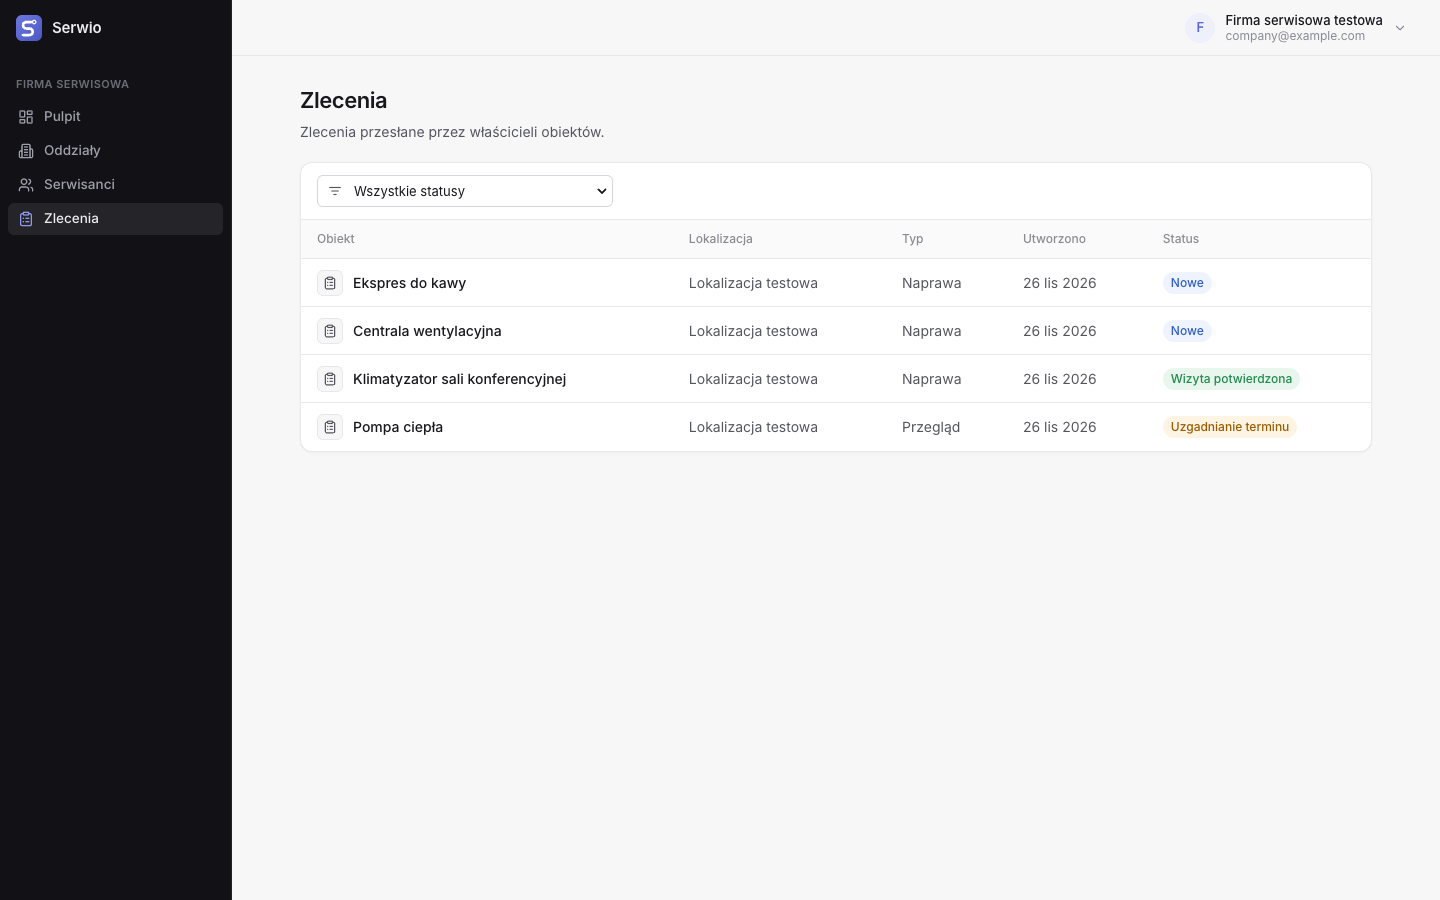 Serwio
FIRMA SERWISOWA
Pulpit
Oddziały
Serwisanci
Zlecenia
F
Firma serwisowa testowa
company@example.com
Zlecenia
Zlecenia przesłane przez właścicieli obiektów.
Wszystkie statusy
Obiekt Lokalizacja Typ Utworzono Status
Ekspres do kawy Lokalizacja testowa Naprawa 26 lis 2026 Nowe
Centrala wentylacyjna Lokalizacja testowa Naprawa 26 lis 2026 Nowe
Klimatyzator sali konferencyjnej Lokalizacja testowa Naprawa 26 lis 2026 Wizyta potwierdzona
Pompa ciepła Lokalizacja testowa Przegląd 26 lis 2026 Uzgadnianie terminu